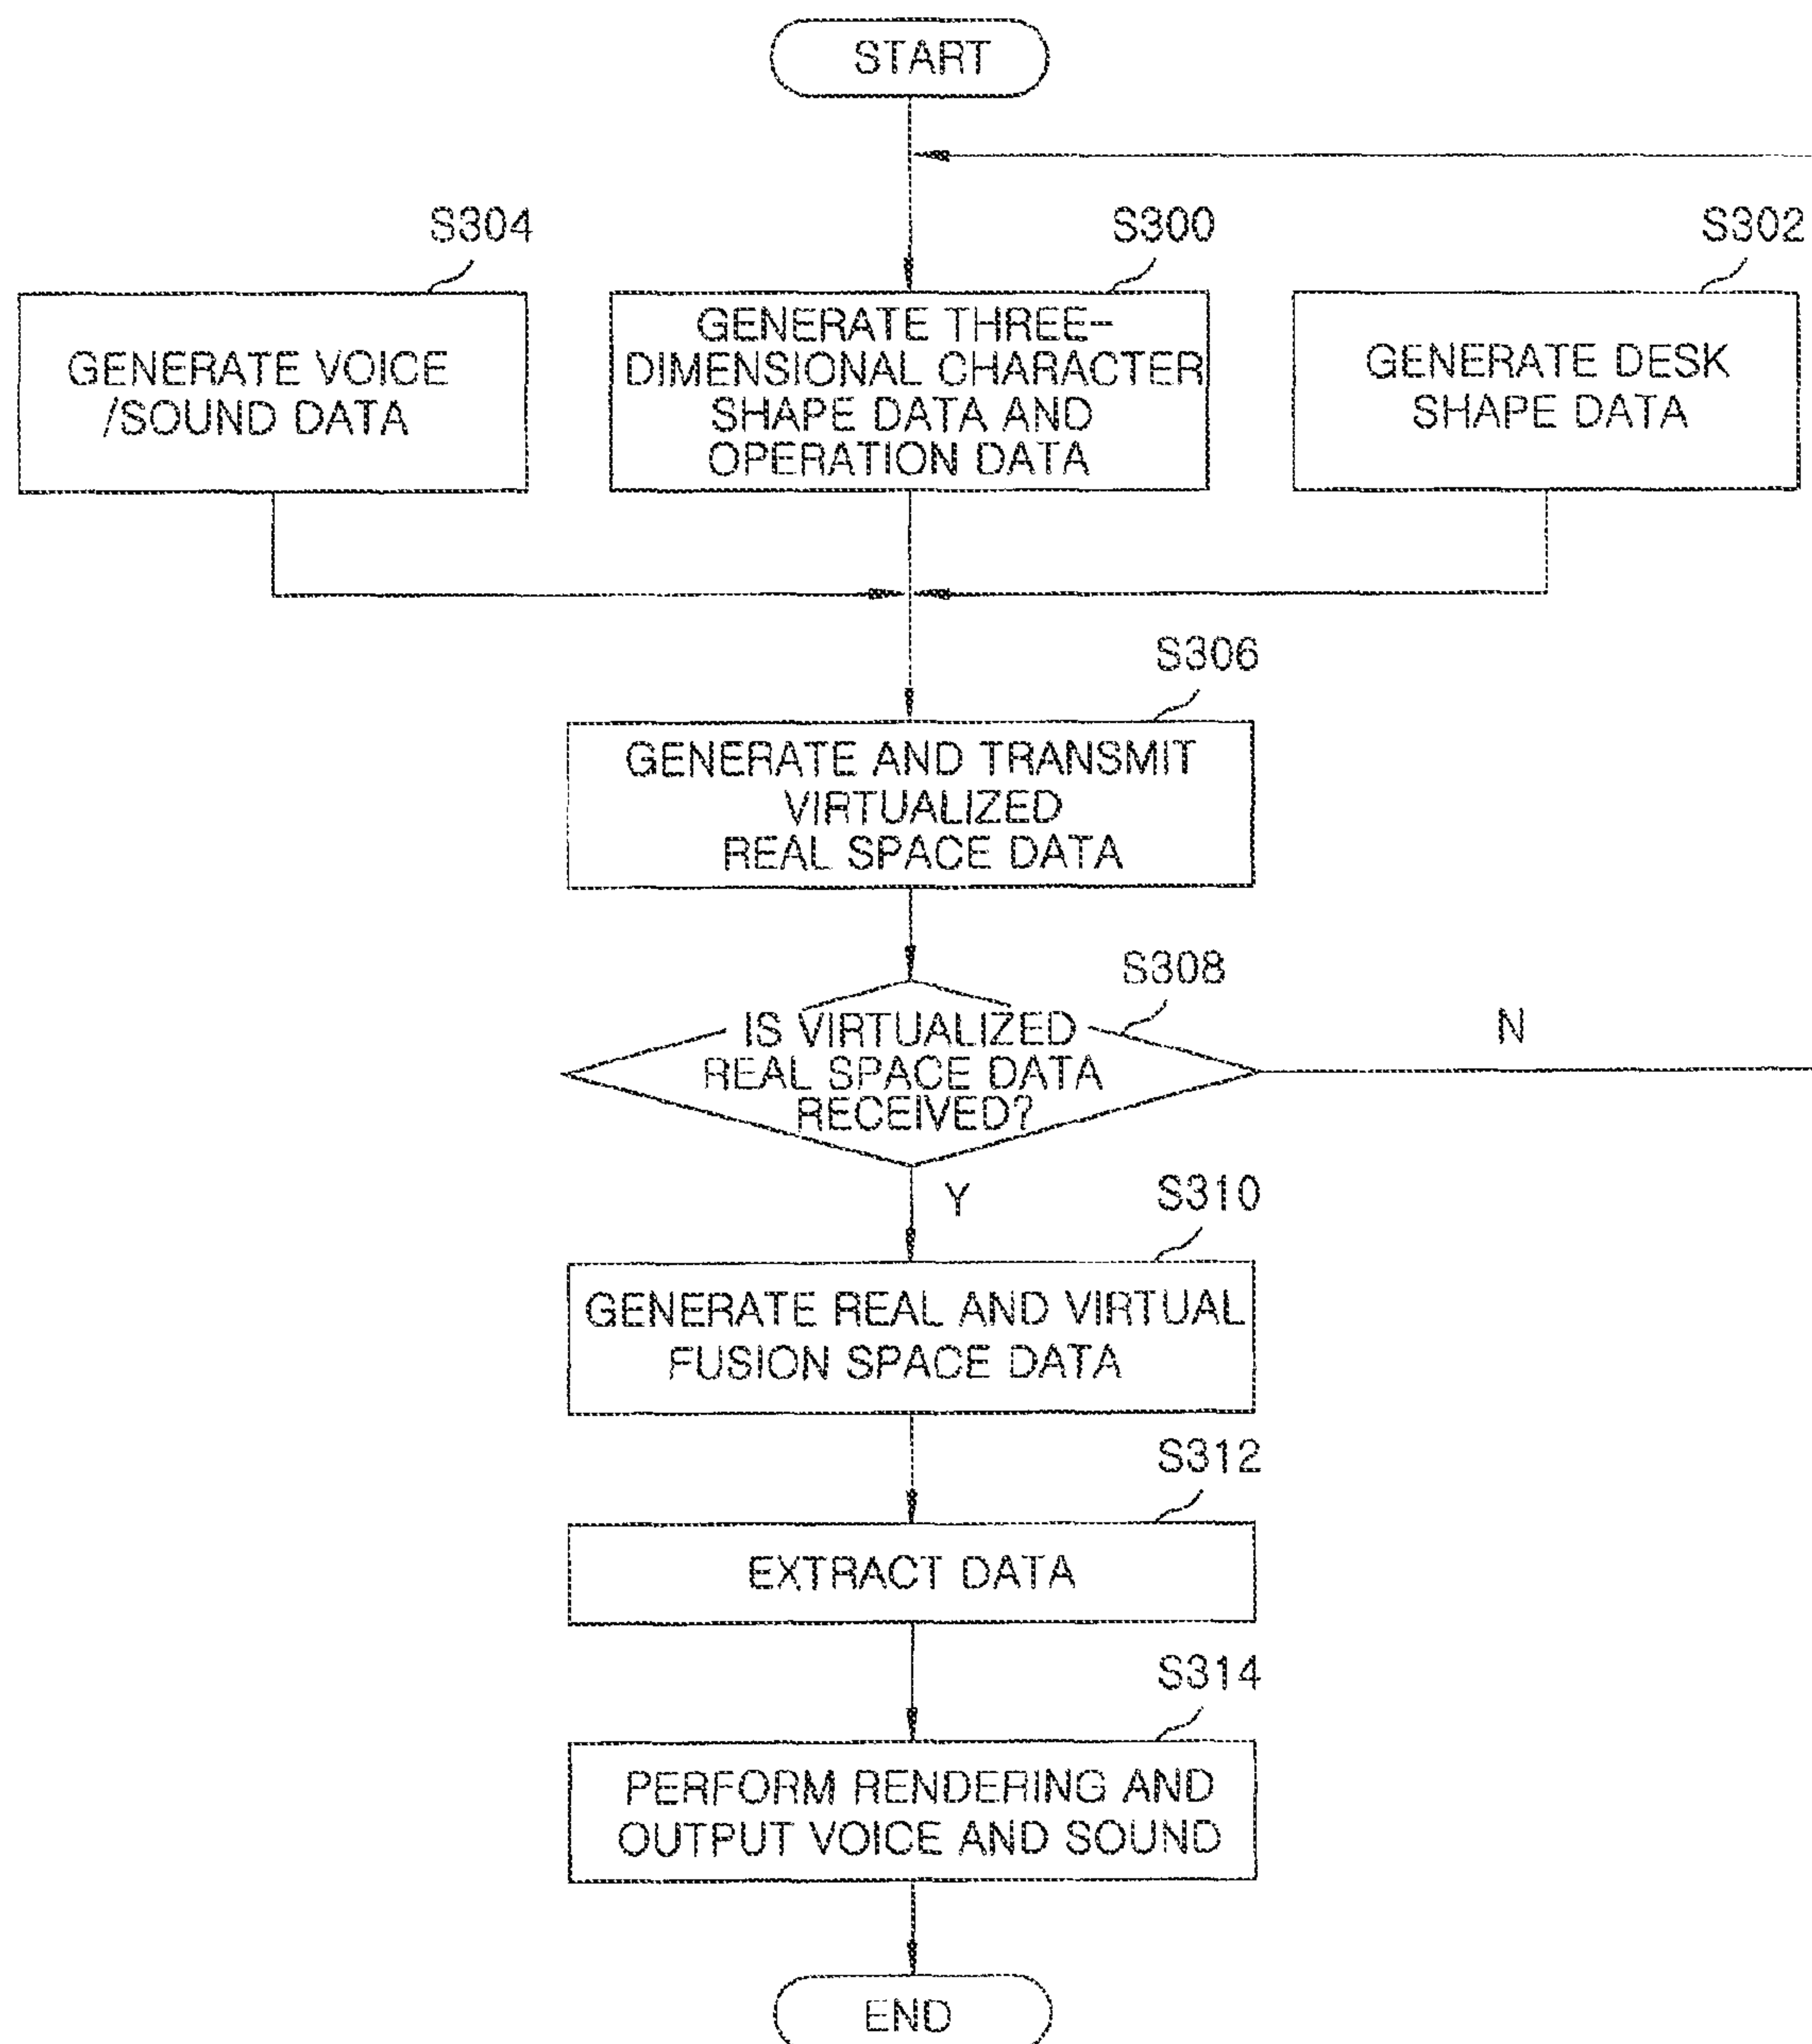 START
S304
S300
S302
GENERATE VOICE
/SOUND DATA
GENERATE THREE-
DIMENSIONAL CHARACTER
SHAPE DATA AND
OPERATION DATA
GENERATE DESK
SHAPE DATA
S306
GENERATE AND TRANSMIT
VIRTUALIZED
REAL SPACE DATA
S308
IS VIRTUALIZED
REAL SPACE DATA
RECEIVED?
N
Y
S310
GENERATE REAL AND VIRTUAL
FUSION SPACE DATA
S312
EXTRACT DATA
S314
PERFORM RENDERING AND
OUTPUT VOICE AND SOUND
END